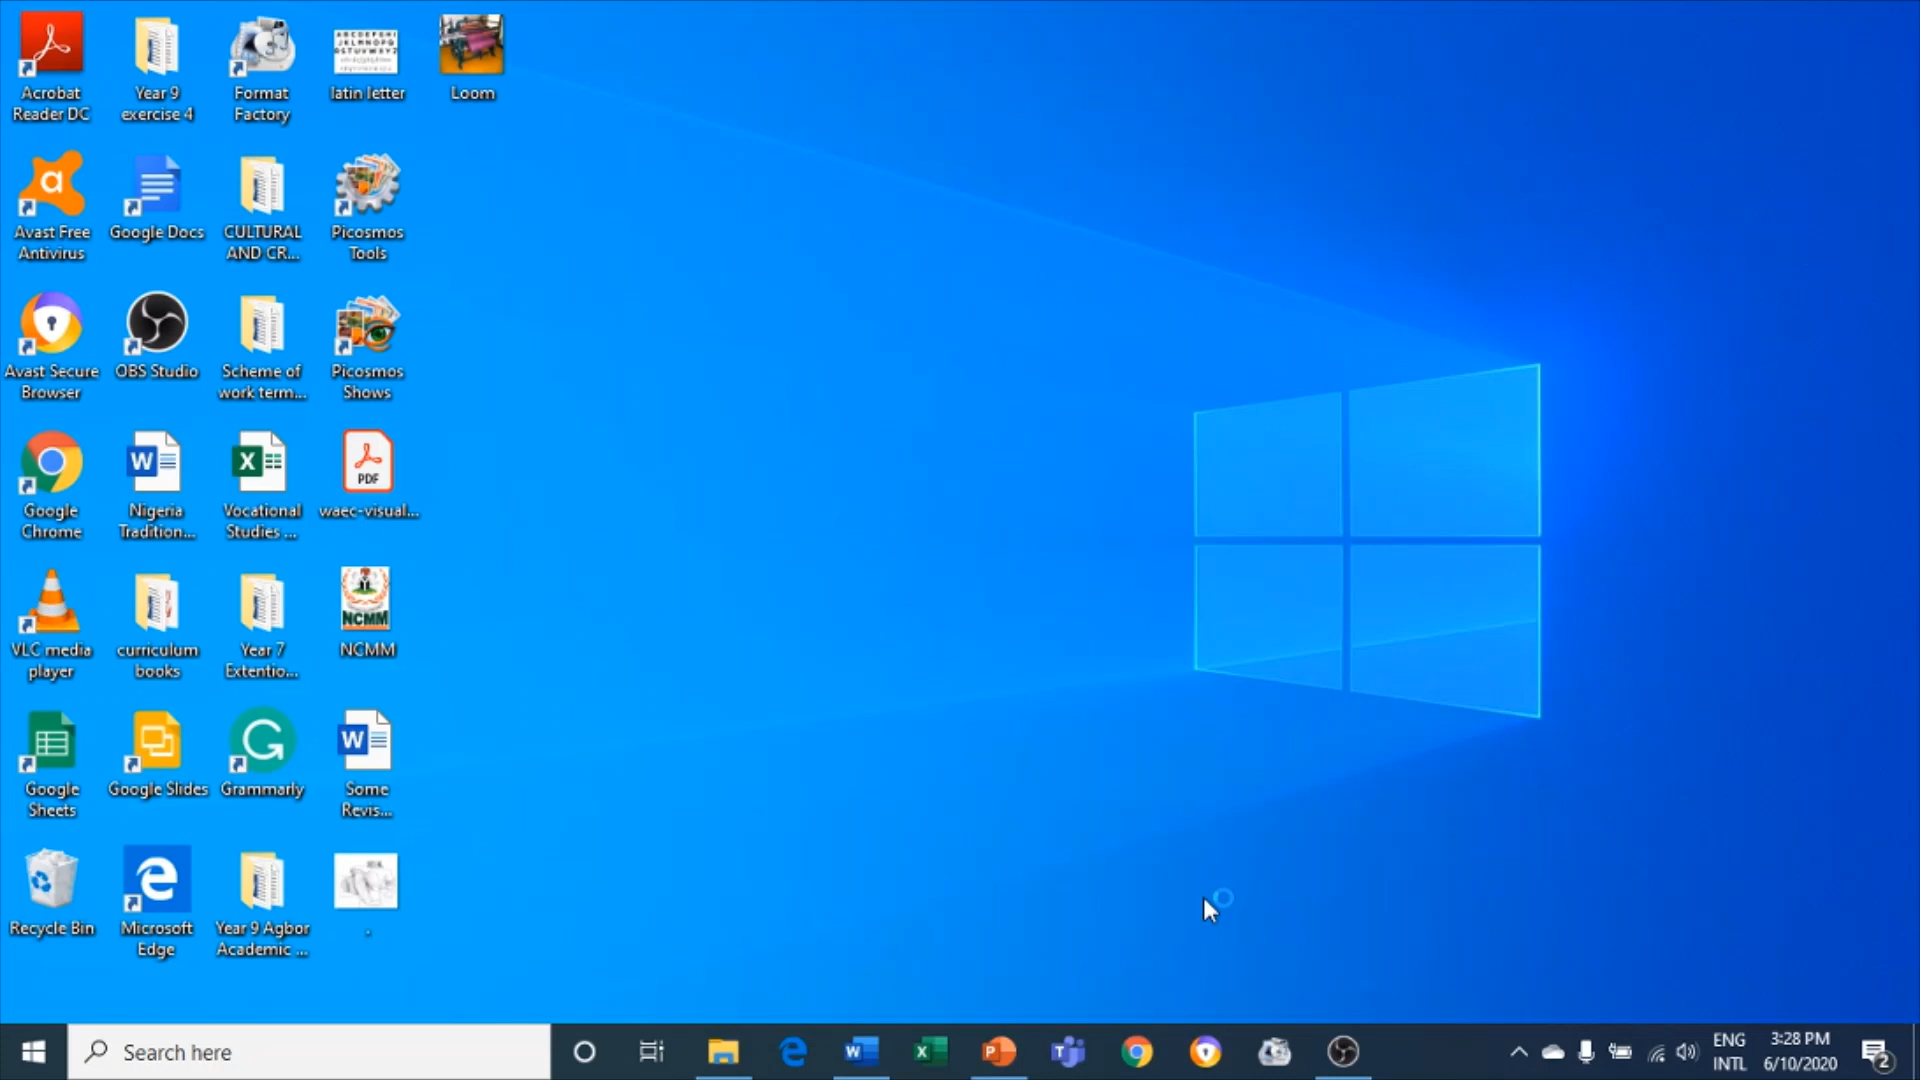 Acrobat
Reader DC
Year 9
exercise 4
Format
Factory
ABCDEFGHI
JKLMNOPQ
RSTUVWXYZ
latin letter
Loom
Avast Free
Antivirus
Google Docs
CULTURAL
AND CR...
Picosmos
Tools
Avast Secure
Browser
OBS Studio
Scheme of
work term...
Picosmos
Shows
Google
Chrome
W
Nigeria
Tradition...
X
Vocational
Studies ...
PDF
waec-visual...
VLC media
player
curriculum
books
Year 7
Extentio...
NCMM
NCMM
Google
Sheets
Google Slides
G
Grammarly
W
Some
Revis...
Recycle Bin
Microsoft
Edge
Year 9 Agbor
Academic ...
.
Search here
W
X
P
T
ENG
INTL
3:28 PM
6/10/2020
2